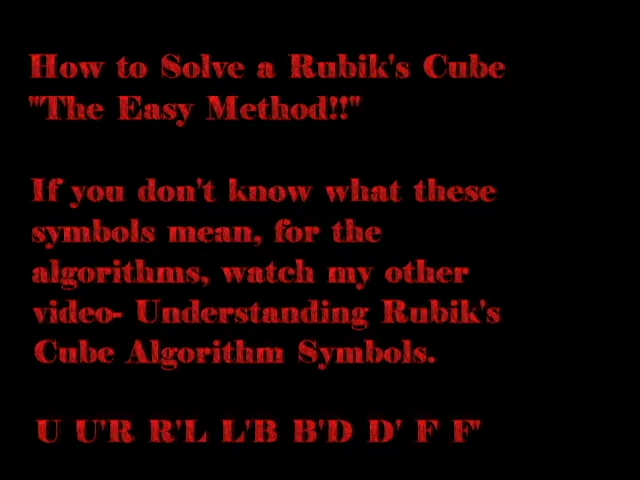 How to Solve a Rubik's Cube
"The Easy Method!!"
If you don't know what these
symbols mean, for the
algorithms, watch my other
video- Understanding Rubik's
Cube Algorithm Symbols.
U U'R R'L L'B B'D D' F F'